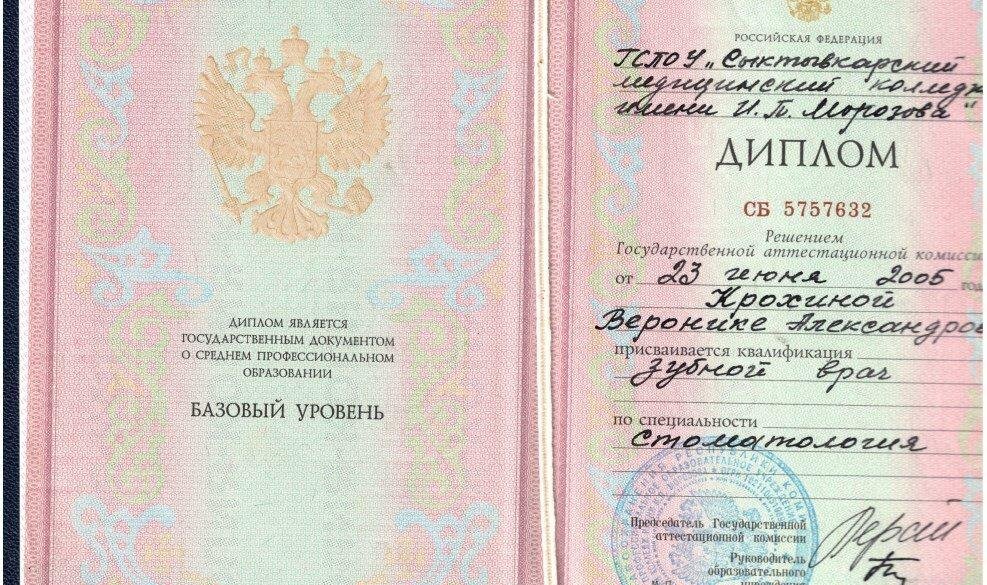 ДИПЛОМ ЯВЛЯЕТСЯ
ГОСУДАРСТВЕННЫМ ДОКУМЕНТОМ
О СРЕДНЕМ ПРОФЕССИОНАЛЬНОМ
ОБРАЗОВАНИИ
БАЗОВЫЙ УРОВЕНЬ
РОССИЙСКАЯ ФЕДЕРАЦИЯ
ГСПОУ „Сыктывкарский
медицинский колледж
имени И.П. Морозова"
ДИПЛОМ
СБ 5757632
Решением
Государственной аттестационной комиссии
от 23 июня 2005 года
Крохиной
Веронике Александров
присваивается квалификация
зубной врач
по специальности
стоматология
Председатель Государственной
аттестационной комиссии
Руководитель
образовательного
учреждения